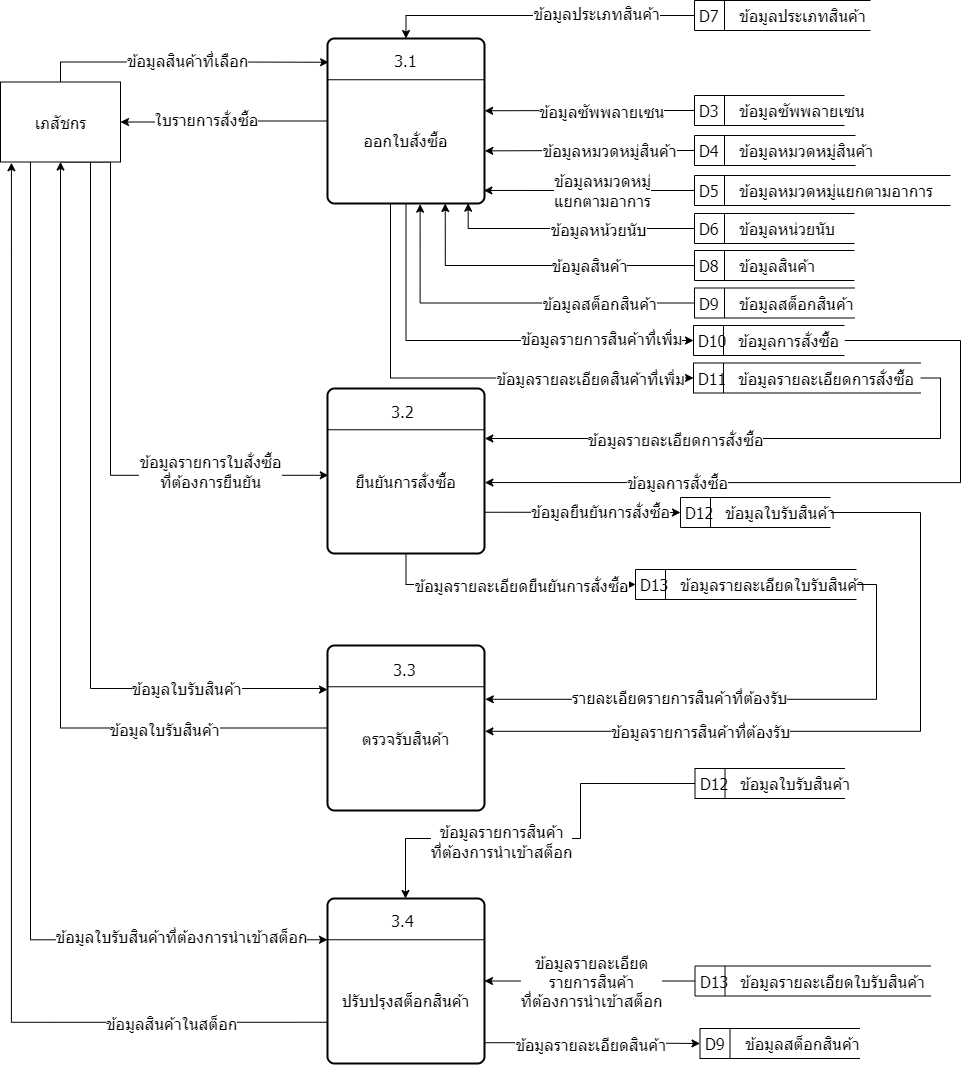 ข้อมูลประเภทสินค้า
D7 ข้อมูลประเภทสินค้า
ข้อมูลสินค้าที่เลือก
3.1
เภสัชกร
ใบรายการสั่งซื้อ
ออกใบสั่งซื้อ
ข้อมูลซัพพลายเซน
D3 ข้อมูลซัพพลายเซน
ข้อมูลหมวดหมู่สินค้า
D4 ข้อมูลหมวดหมู่สินค้า
ข้อมูลหมวดหมู่
แยกตามอาการ
D5 ข้อมูลหมวดหมู่แยกตามอาการ
ข้อมูลหน้วยนับ
D6 ข้อมูลหน่วยนับ
ข้อมูลสินค้า
D8 ข้อมูลสินค้า
ข้อมูลสต็อกสินค้า
D9 ข้อมูลสต็อกสินค้า
ข้อมูลรายการสินค้าที่เพิ่ม
D10 ข้อมูลการสั่งซื้อ
ข้อมูลรายละเอียดสินค้าที่เพิ่ม
D11 ข้อมูลรายละเอียดการสั่งซื้อ
3.2
ข้อมูลรายละเอียดการสั่งซื้อ
ข้อมูลรายการใบสั่งซื้อ
ที่ต้องการยืนยัน
ยืนยันการสั่งซื้อ
ข้อมูลการสั่งซื้อ
ข้อมูลยืนยันการสั่งซื้อ
D12 ข้อมูลใบรับสินค้า
ข้อมูลรายละเอียดยืนยันการสั่งซื้อ
D13 ข้อมูลรายละเอียดใบรับสินค้า
3.3
ข้อมูลใบรับสินค้า
รายละเอียดรายการสินค้าที่ต้องรับ
ข้อมูลใบรับสินค้า
ตรวจรับสินค้า
ข้อมูลรายการสินค้าที่ต้องรับ
D12 ข้อมูลใบรับสินค้า
ข้อมูลรายการสินค้า
ที่ต้องการนำเข้าสต็อก
3.4
ข้อมูลใบรับสินค้าที่ต้องการนำเข้าสต็อก
ข้อมูลรายละเอียด
รายการสินค้า
ที่ต้องการนำเข้าสต็อก
D13 ข้อมูลรายละเอียดใบรับสินค้า
ปรับปรุงสต็อกสินค้า
ข้อมูลสินค้าในสต็อก
ข้อมูลรายละเอียดสินค้า
D9 ข้อมูลสต็อกสินค้า